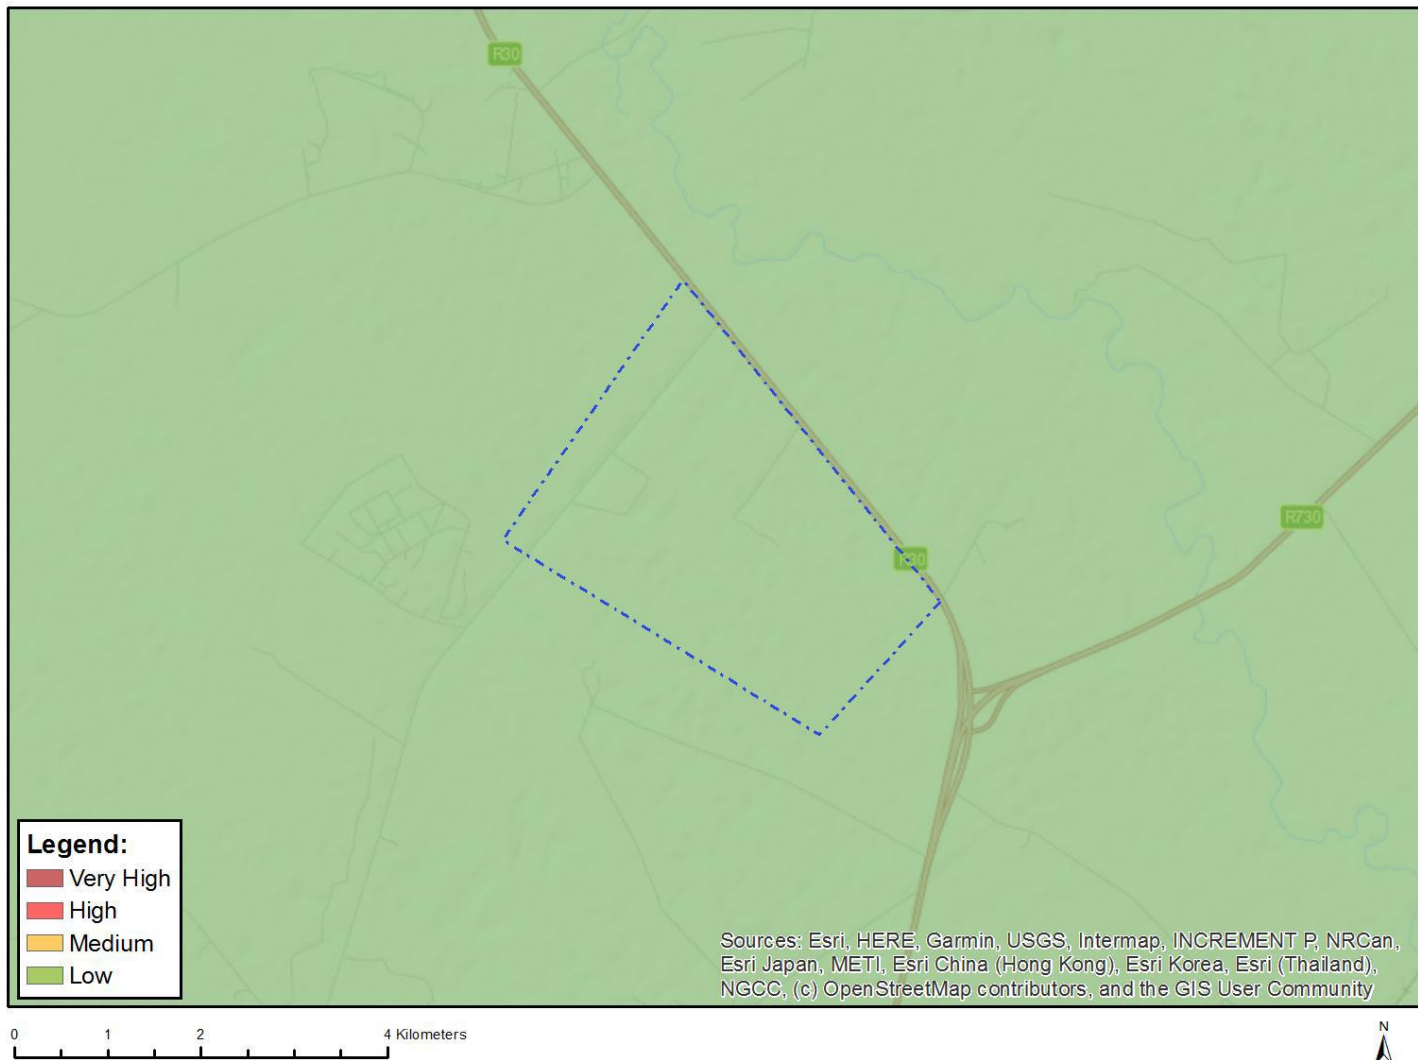 R30
R730
R30
Legend:
Very High
High
Medium
Low
Sources: Esri, HERE, Garmin, USGS, Intermap, INCREMENT P, NRCan,
Esri Japan, METI, Esri China (Hong Kong), Esri Korea, Esri (Thailand),
NGCC, (c) OpenStreetMap contributors, and the GIS User Community
0 1 2 4 Kilometers
N